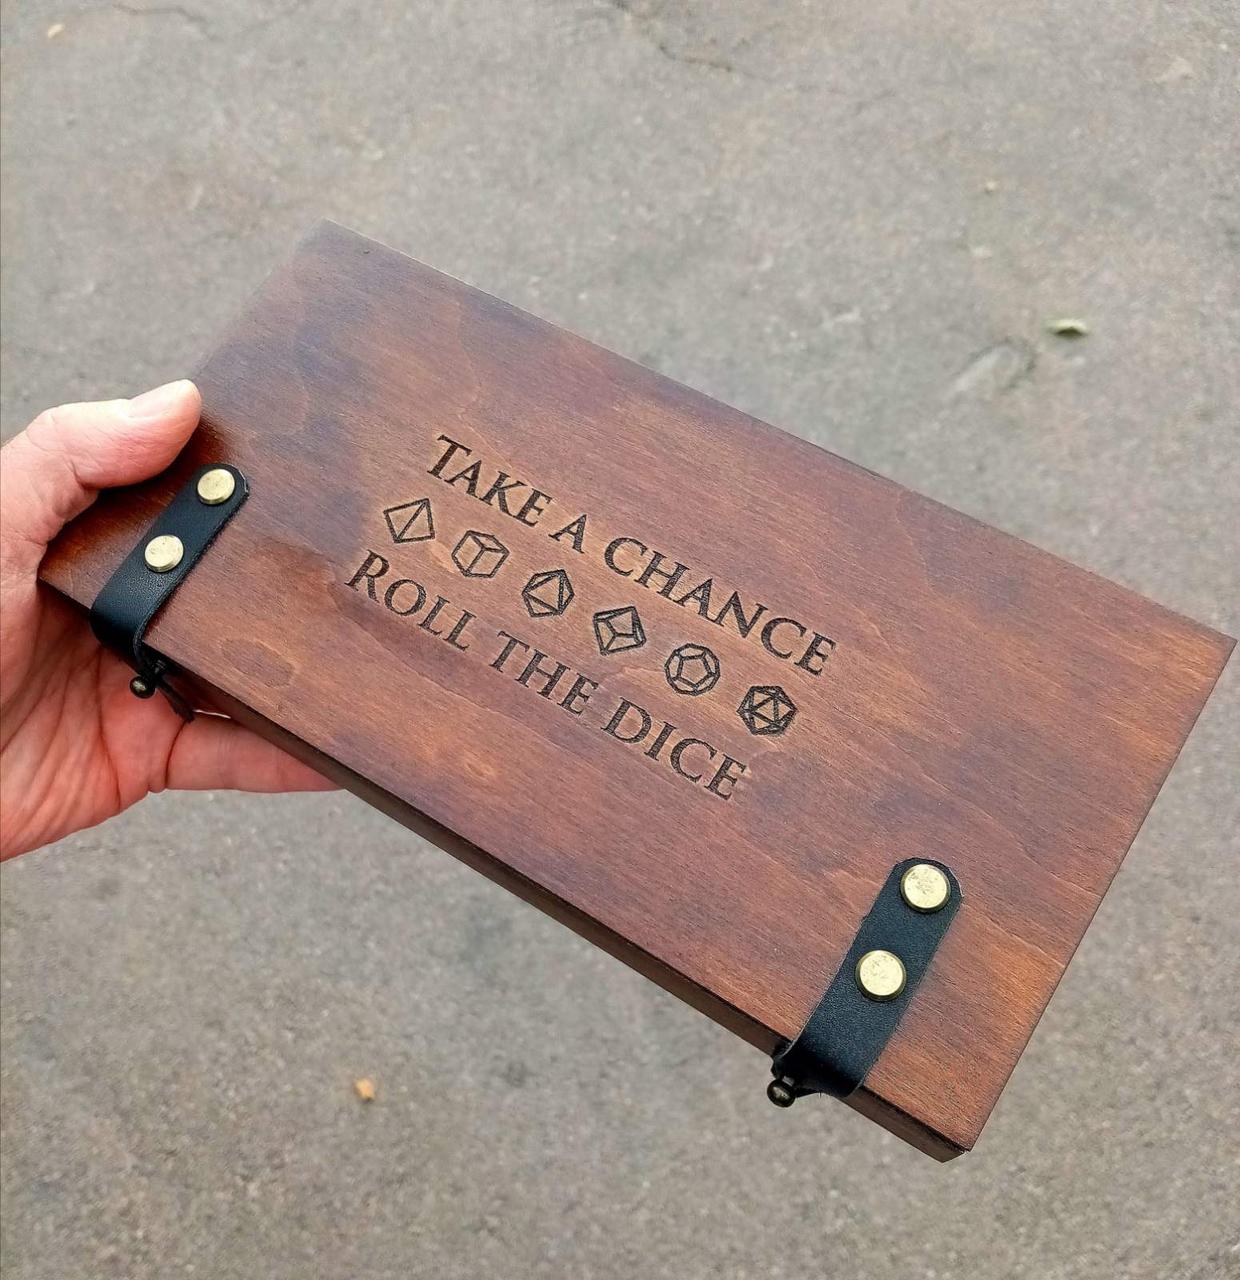 TAKE A CHANCE
ROLL THE DICE